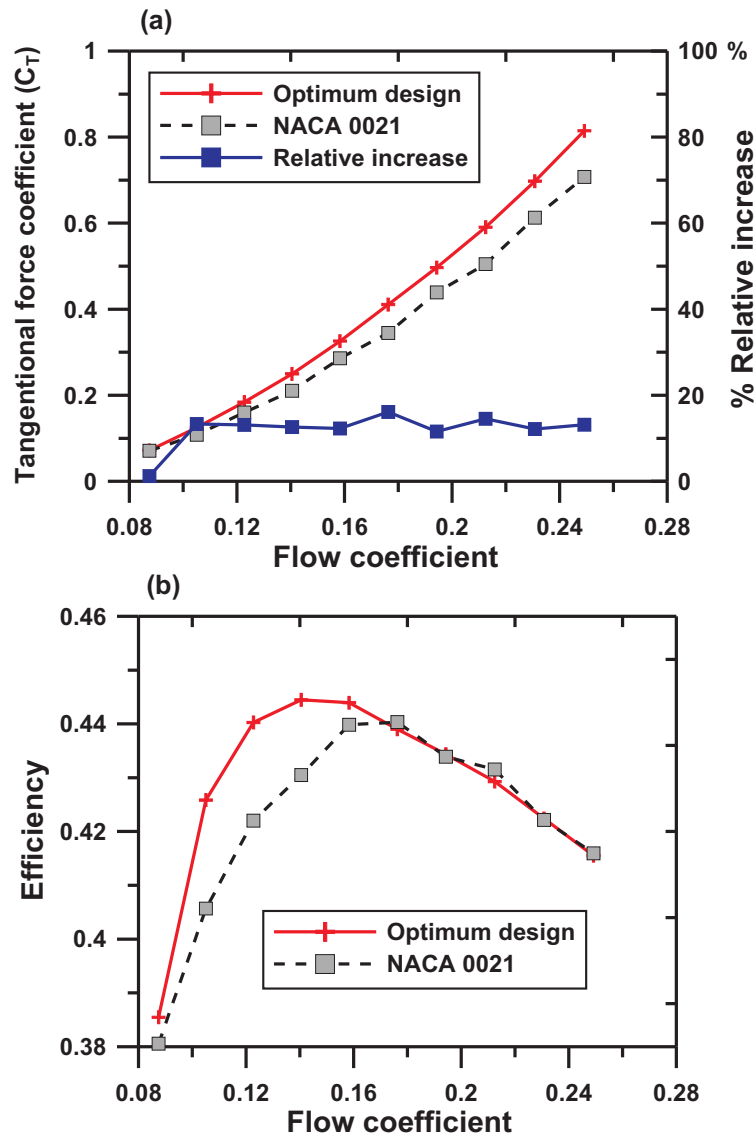 (a)
1
100 %
0.8
80
0.6
60
0.4
40
0.2
20
0
0
Tangentional force coefficient (CT)
% Relative increase
Optimum design
NACA 0021
Relative increase
0.08 0.12 0.16 0.2 0.24 0.28
Flow coefficient
(b)
0.46
0.44
0.42
0.4
0.38
Efficiency
Optimum design
NACA 0021
0.08 0.12 0.16 0.2 0.24 0.28
Flow coefficient